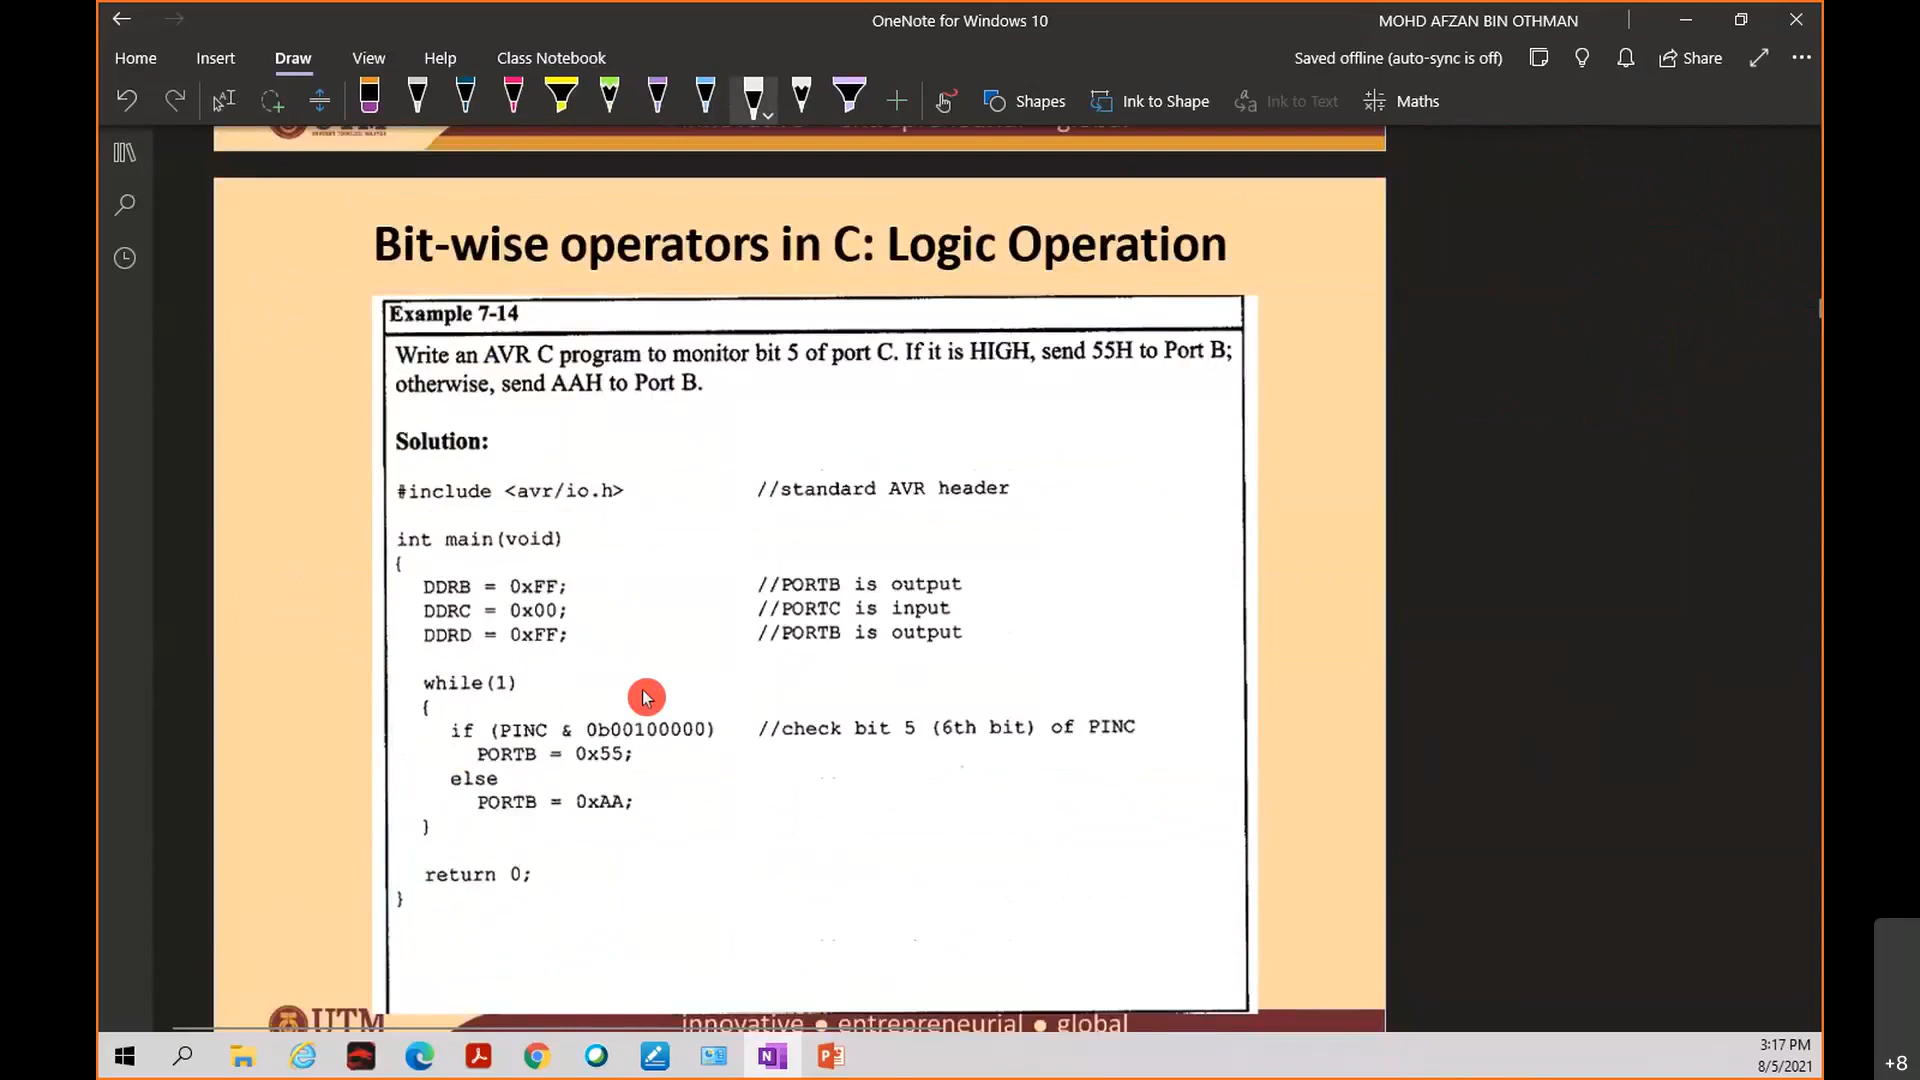 OneNote for Windows 10
MOHD AFZAN BIN OTHMAN
Home Insert Draw View Help Class Notebook
Saved offline (auto-sync is off) Share
Shapes Ink to Shape Ink to Text Maths
UTM
Bit-wise operators in C: Logic Operation
Example 7-14
Write an AVR C program to monitor bit 5 of port C. If it is HIGH, send 55H to Port B;
otherwise, send AAH to Port B.
Solution:
#include <avr/io.h> //standard AVR header
int main(void)
{
DDRB = 0xFF; //PORTB is output
DDRC = 0x00; //PORTC is input
DDRD = 0xFF; //PORTB is output
while(1)
{
if (PINC & 0b00100000) //check bit 5 (6th bit) of PINC
PORTB = 0x55;
else
PORTB = 0xAA;
}
return 0;
}
UTM innovative ● entrepreneurial ● global
3:17 PM
8/5/2021
+8